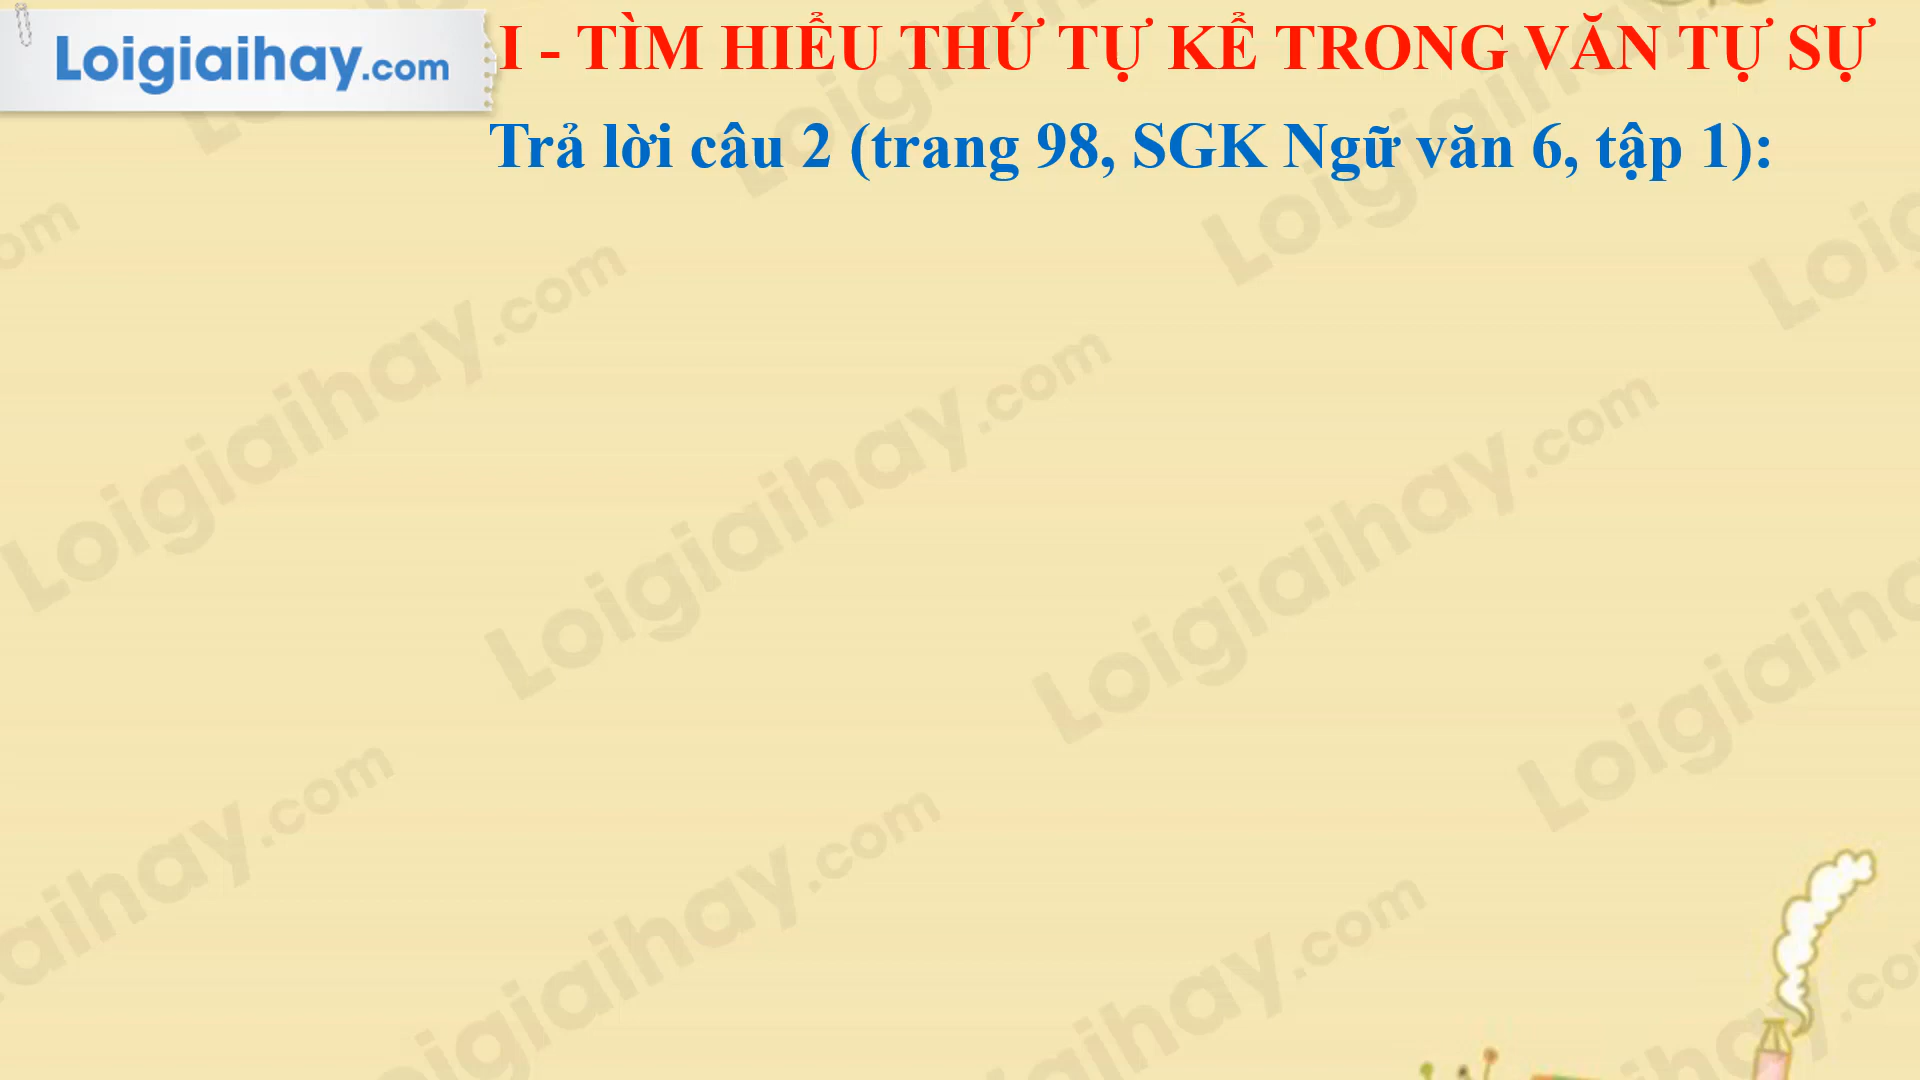 Loigiaihay.com
I - TÌM HIỂU THỨ TỰ KỂ TRONG VĂN TỰ SỰ
Trả lời câu 2 (trang 98, SGK Ngữ văn 6, tập 1):